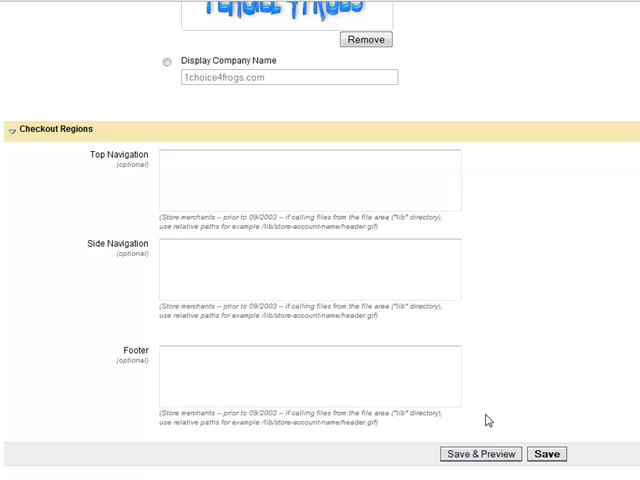 1CHOICE4FROGS
Remove
Display Company Name
1choice4frogs.com
Checkout Regions
Top Navigation
(optional)
(Store merchants -- prior to 09/2003 -- if calling files from the file area ("lib" directory),
use relative paths for example /lib/store-account-name/header.gif)
Side Navigation
(optional)
(Store merchants -- prior to 09/2003 -- if calling files from the file area ("lib" directory),
use relative paths for example /lib/store-account-name/header.gif)
Footer
(optional)
(Store merchants -- prior to 09/2003 -- if calling files from the file area ("lib" directory),
use relative paths for example /lib/store-account-name/header.gif)
Save & Preview
Save